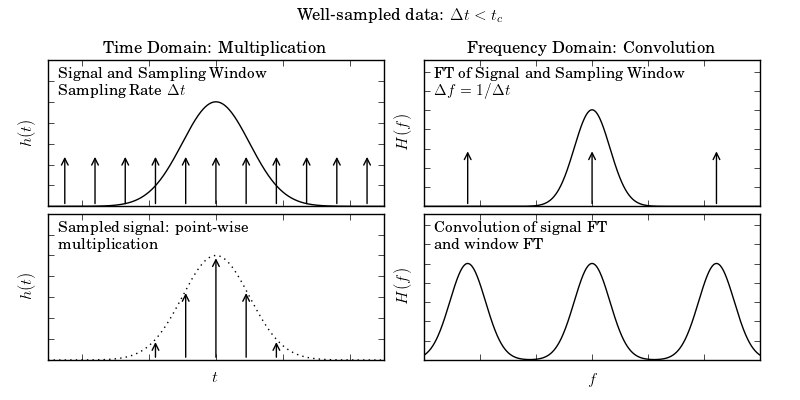 Well-sampled data: Δt < t_c
Time Domain: Multiplication
Frequency Domain: Convolution
Signal and Sampling Window
Sampling Rate Δt
h(t)
FT of Signal and Sampling Window
Δf = 1/Δt
H(f)
Sampled signal: point-wise
multiplication
h(t)
t
Convolution of signal FT
and window FT
H(f)
f